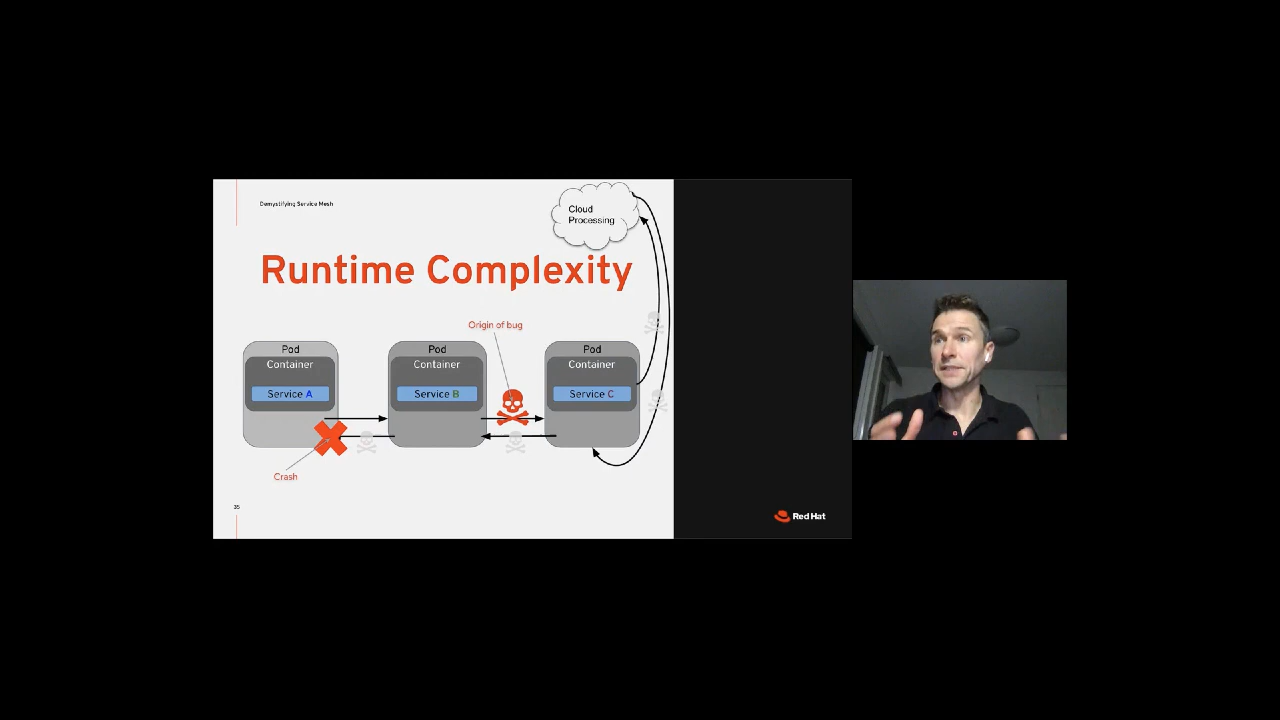 Demystifying Service Mesh
Cloud
Processing
Runtime Complexity
Origin of bug
Pod
Container
Service A
Pod
Container
Service B
Pod
Container
Service C
Crash
35
Red Hat